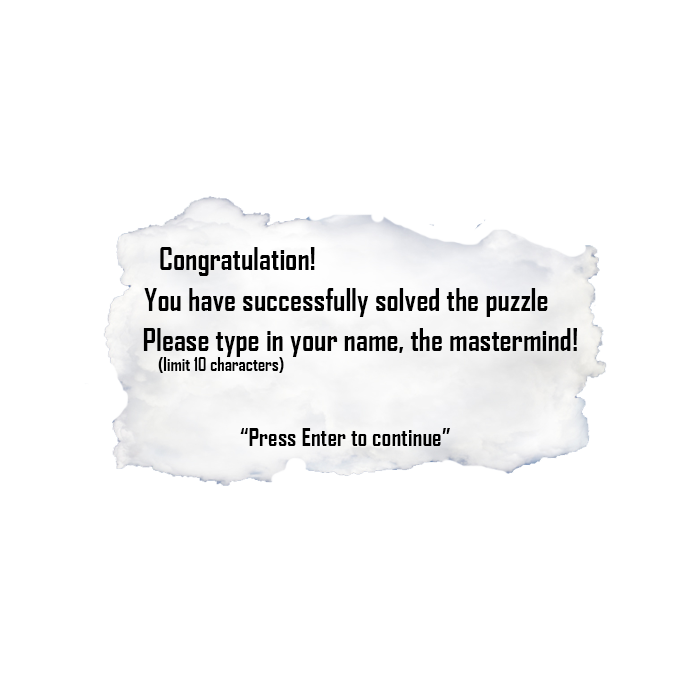 Congratulation!
You have successfully solved the puzzle
Please type in your name, the mastermind!
(limit 10 characters)
“Press Enter to continue”